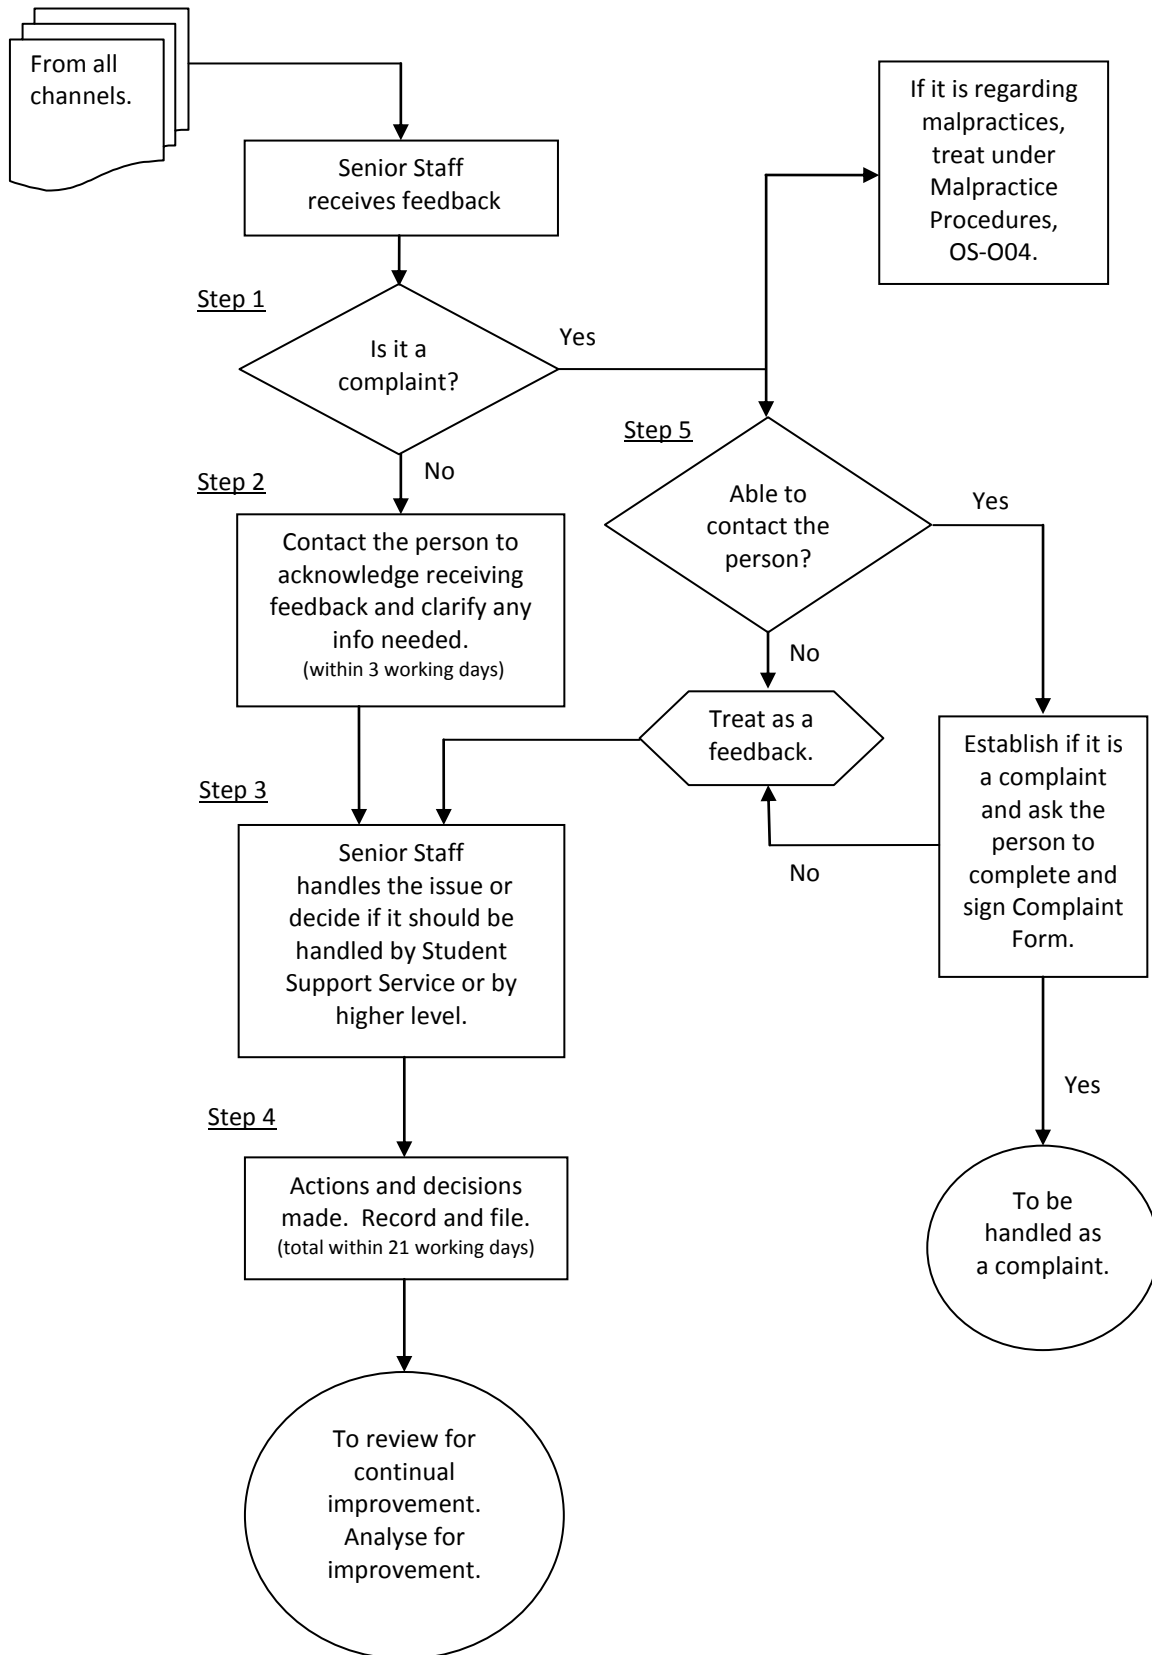 From all
channels.
If it is regarding
malpractices,
treat under
Malpractice
Procedures,
OS-O04.
Senior Staff
receives feedback
Step 1
Is it a
complaint?
Yes
No
Step 5
Able to
contact the
person?
Yes
No
Step 2
Contact the person to
acknowledge receiving
feedback and clarify any
info needed.
(within 3 working days)
Treat as a
feedback.
Establish if it is
a complaint
and ask the
person to
complete and
sign Complaint
Form.
No
Yes
Step 3
Senior Staff
handles the issue or
decide if it should be
handled by Student
Support Service or by
higher level.
Step 4
Actions and decisions
made.  Record and file.
(total within 21 working days)
To be
handled as
a complaint.
To review for
continual
improvement.
Analyse for
improvement.